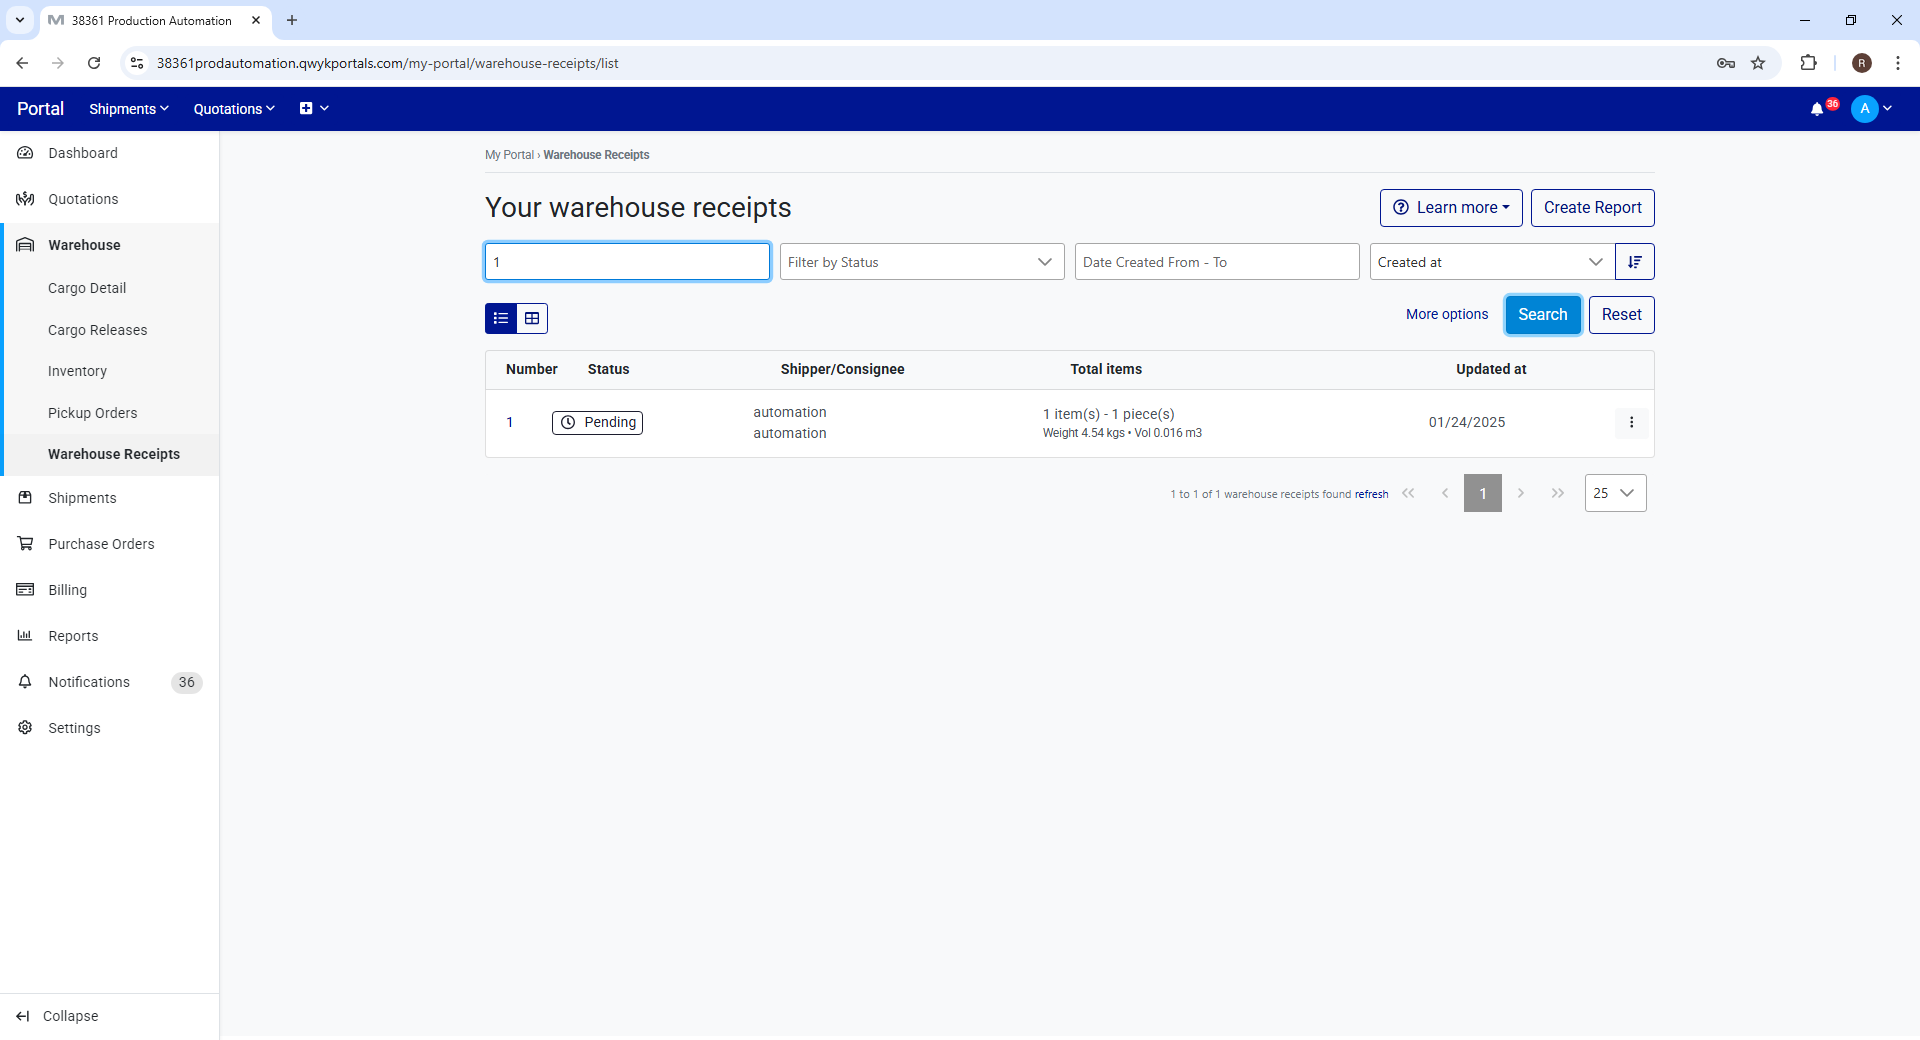 38361 Production Automation
38361prodautomation.qwykportals.com/my-portal/warehouse-receipts/list
R
Portal
Shipments
Quotations
36
A
Dashboard
Quotations
Warehouse
Cargo Detail
Cargo Releases
Inventory
Pickup Orders
Warehouse Receipts
Shipments
Purchase Orders
Billing
Reports
Notifications 36
Settings
Collapse
My Portal › Warehouse Receipts
Your warehouse receipts
Learn more
Create Report
1
Filter by Status
Date Created From - To
Created at
More options
Search
Reset
Number Status Shipper/Consignee Total items Updated at
1 Pending automation 1 item(s) - 1 piece(s) 01/24/2025
automation Weight 4.54 kgs • Vol 0.016 m3
1 to 1 of 1 warehouse receipts found refresh 1 25